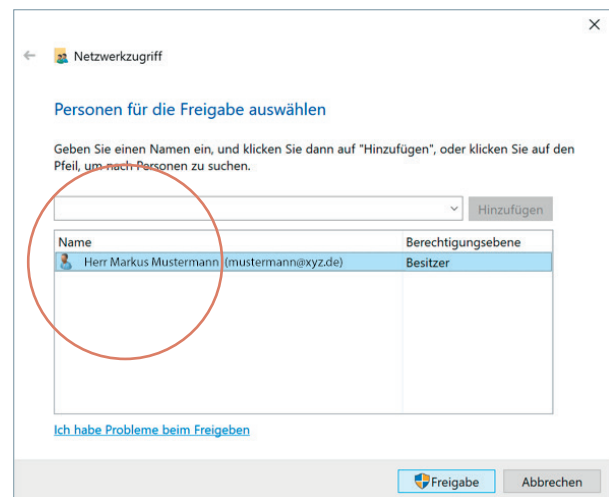 Netzwerkzugriff
Personen für die Freigabe auswählen
Geben Sie einen Namen ein, und klicken Sie dann auf "Hinzufügen", oder klicken Sie auf den
Pfeil, um nach Personen zu suchen.
Hinzufügen
Name Berechtigungsebene
Herr Markus Mustermann (mustermann@xyz.de) Besitzer
Ich habe Probleme beim Freigeben
Freigabe Abbrechen